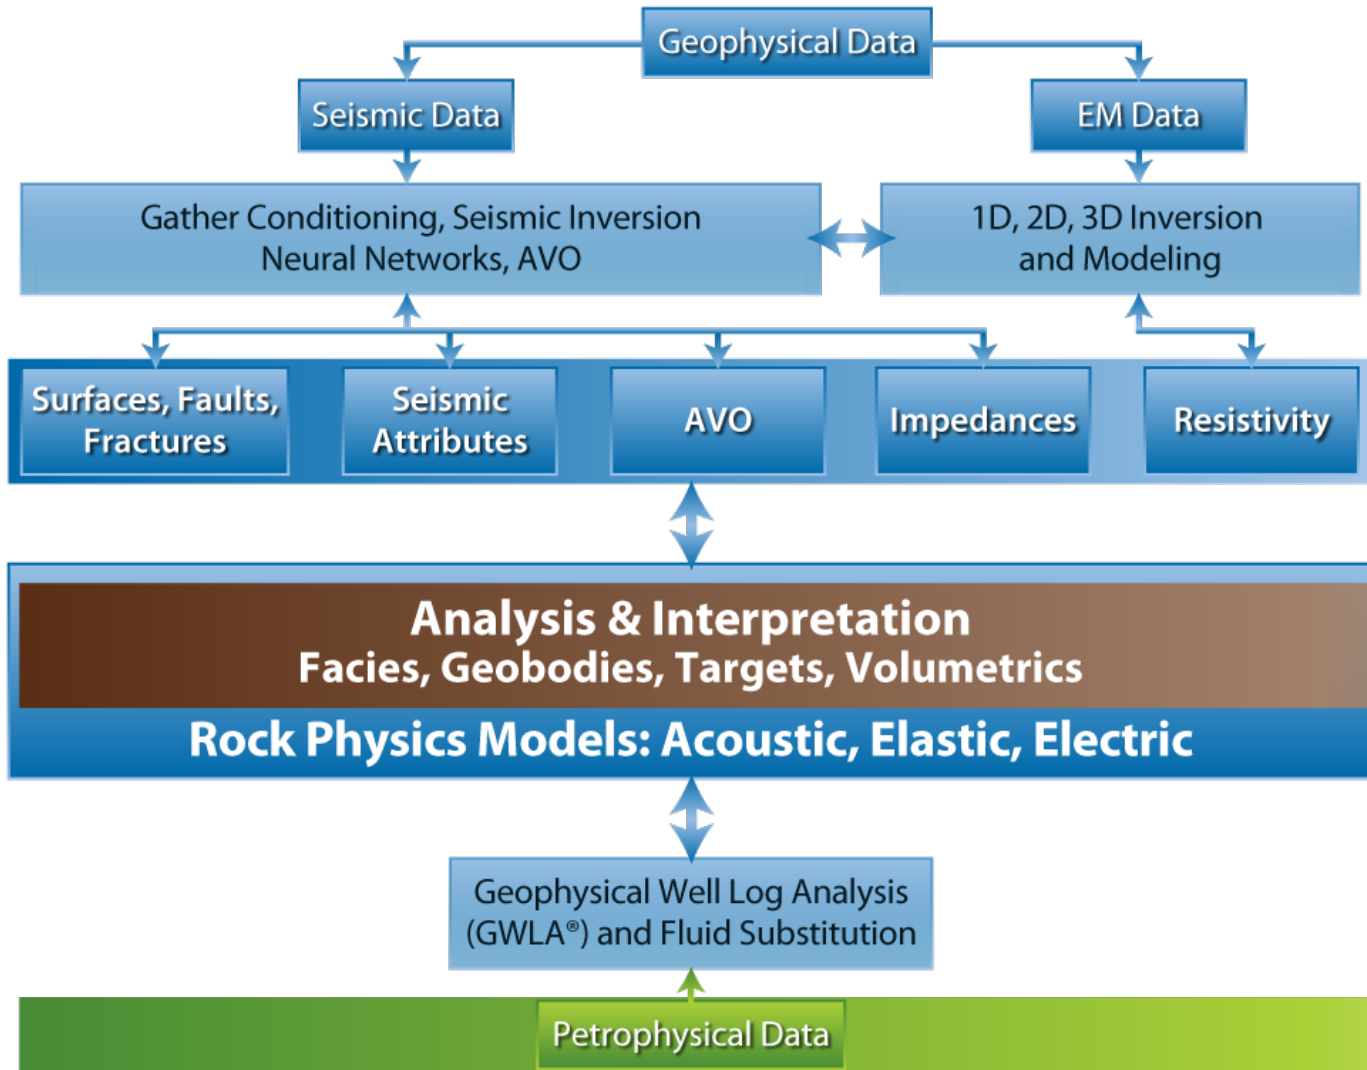 Geophysical Data
Seismic Data
EM Data
Gather Conditioning, Seismic Inversion
Neural Networks, AVO
1D, 2D, 3D Inversion
and Modeling
Surfaces, Faults,
Fractures
Seismic
Attributes
AVO
Impedances
Resistivity
Analysis & Interpretation
Facies, Geobodies, Targets, Volumetrics
Rock Physics Models: Acoustic, Elastic, Electric
Geophysical Well Log Analysis
(GWLA®) and Fluid Substitution
Petrophysical Data